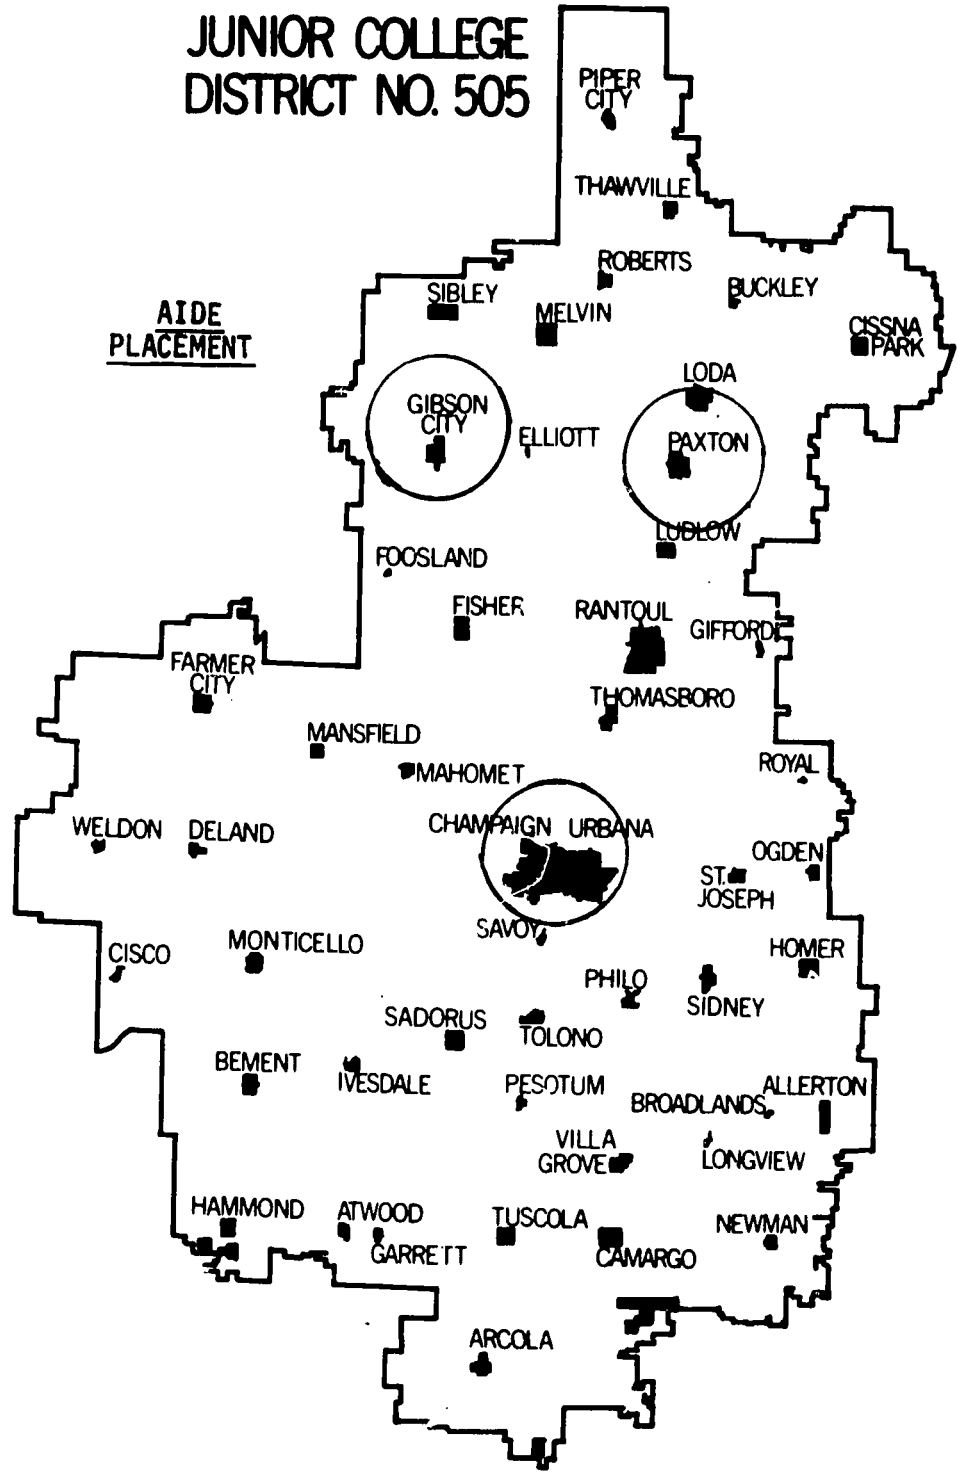 JUNIOR COLLEGE
DISTRICT NO. 505
PIPER
CITY
THAWVILLE
ROBERTS
BUCKLEY
SIBLEY
MELVIN
AIDE
PLACEMENT
CISSNA
PARK
LODA
GIBSON
CITY
ELLIOTT
PAXTON
LUDLOW
FOOSLAND
FISHER
RANTOUL
GIFFORD
FARMER
CITY
THOMASBORO
MANSFIELD
MAHOMET
ROYAL
CHAMPAIGN URBANA
WELDON
DELAND
OGDEN
ST.
JOSEPH
SAVOY
MONTICELLO
CISCO
HOMER
PHILO
SIDNEY
SADORUS
TOLONO
BEMENT
IVESDALE
PESOTUM
ALLERTON
BROADLANDS
VILLA
GROVE
LONGVIEW
HAMMOND
ATWOOD
TUSCOLA
NEWMAN
GARRETT
CAMARGO
ARCOLA